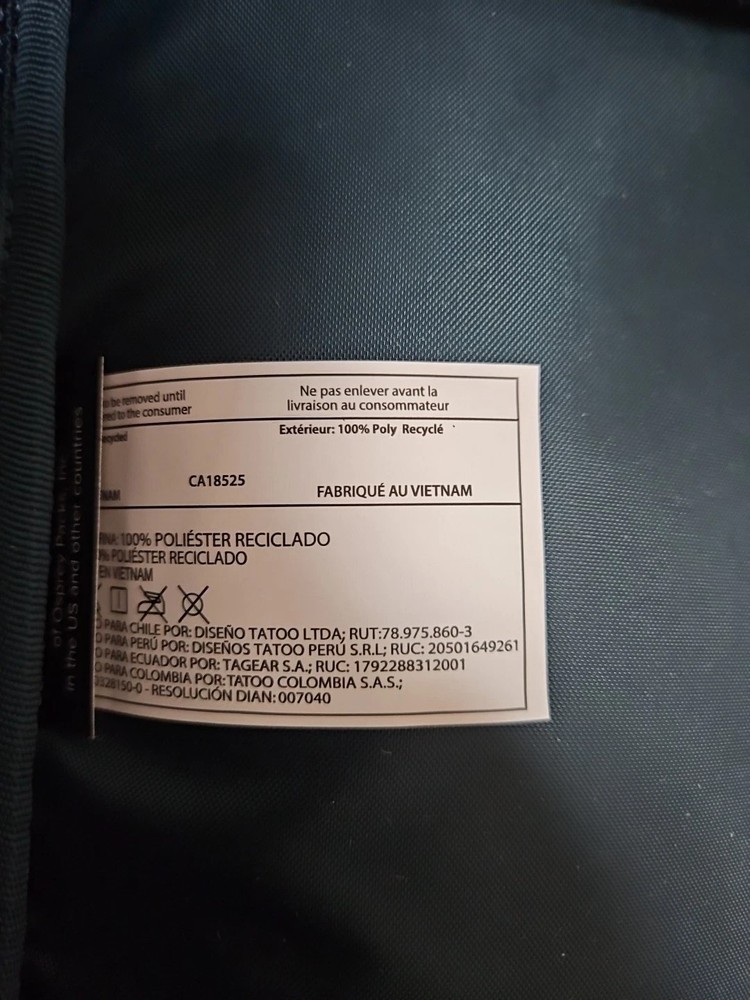 to be removed until
to the consumer
Ne pas enlever avant la
livraison au consommateur
Extérieur: 100% Poly Recyclé
CA18525
FABRIQUÉ AU VIETNAM
100% POLIÉSTER RECICLADO
POLIÉSTER RECICLADO
EN VIETNAM
PARA CHILE POR: DISEÑO TATOO LTDA; RUT:78.975.860-3
PARA PERÚ POR: DISEÑOS TATOO PERÚ S.R.L; RUC: 20501649261
PARA ECUADOR POR: TAGEAR S.A.; RUC: 1792288312001
PARA COLOMBIA POR: TATOO COLOMBIA S.A.S.;
- RESOLUCIÓN DIAN: 007040
of Osprey Packs, Inc
in the US and other countries